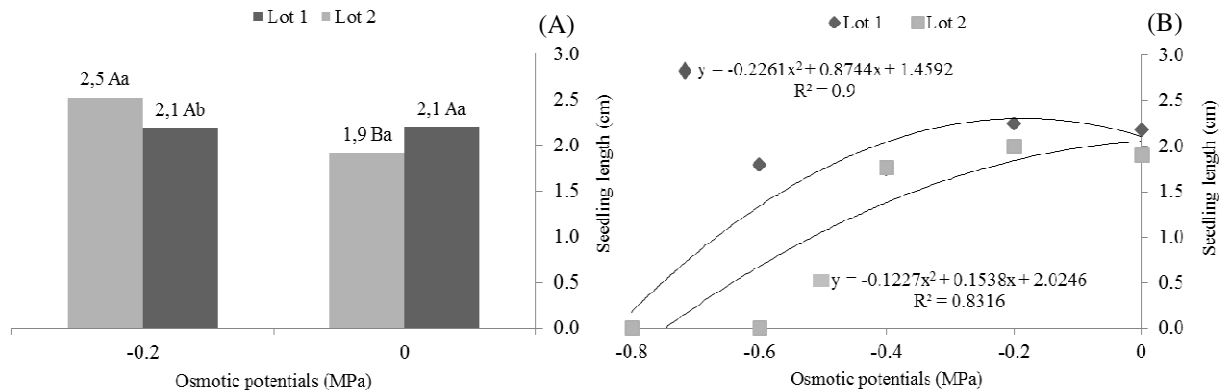 Lot 1 Lot 2
(A)
2,5 Aa
2,1 Ab
1,9 Ba
2,1 Aa
3.0
2.5
2.0
1.5
1.0
0.5
0.0
Seedling length (cm)
-0.2 0
Osmotic potentials (MPa)
Lot 1 Lot 2
(B)
y = -0.2261x² + 0.8744x + 1.4592
R² = 0.9
y = -0.1227x² + 0.1538x + 2.0246
R² = 0.8316
3.0
2.5
2.0
1.5
1.0
0.5
0.0
Seedling length (cm)
-0.8 -0.6 -0.4 -0.2 0
Osmotic potentials (MPa)